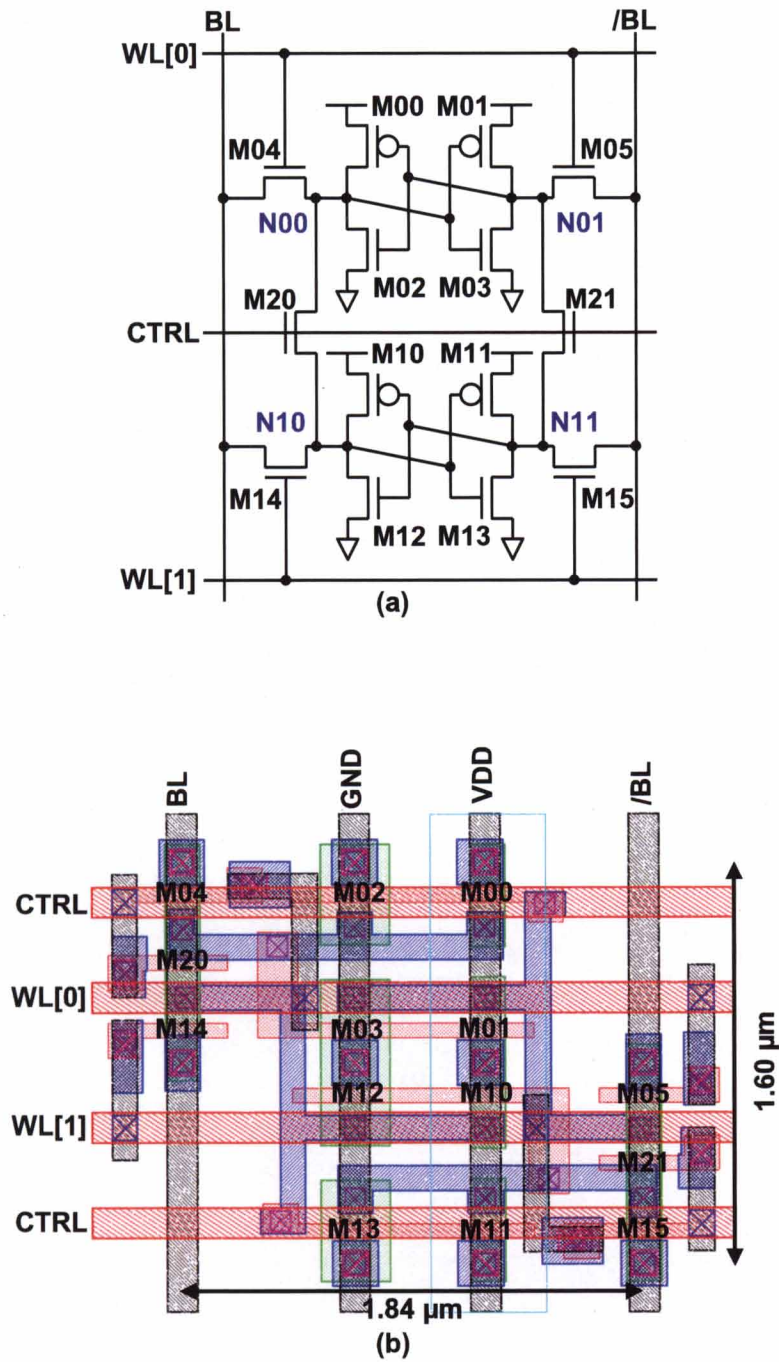 BL /BL
WL[0]
M00 M01
M04 M05
N00 N01
M02 M03
M20 M21
CTRL
M10 M11
N10 N11
M14 M15
M12 M13
WL[1]
(a)
BL GND VDD /BL
CTRL M04 M02 M00
M20
WL[0]
M14 M03 M01
M12 M10 M05
WL[1]
M21
CTRL
M13 M11 M15
1.60 μm
1.84 μm
(b)